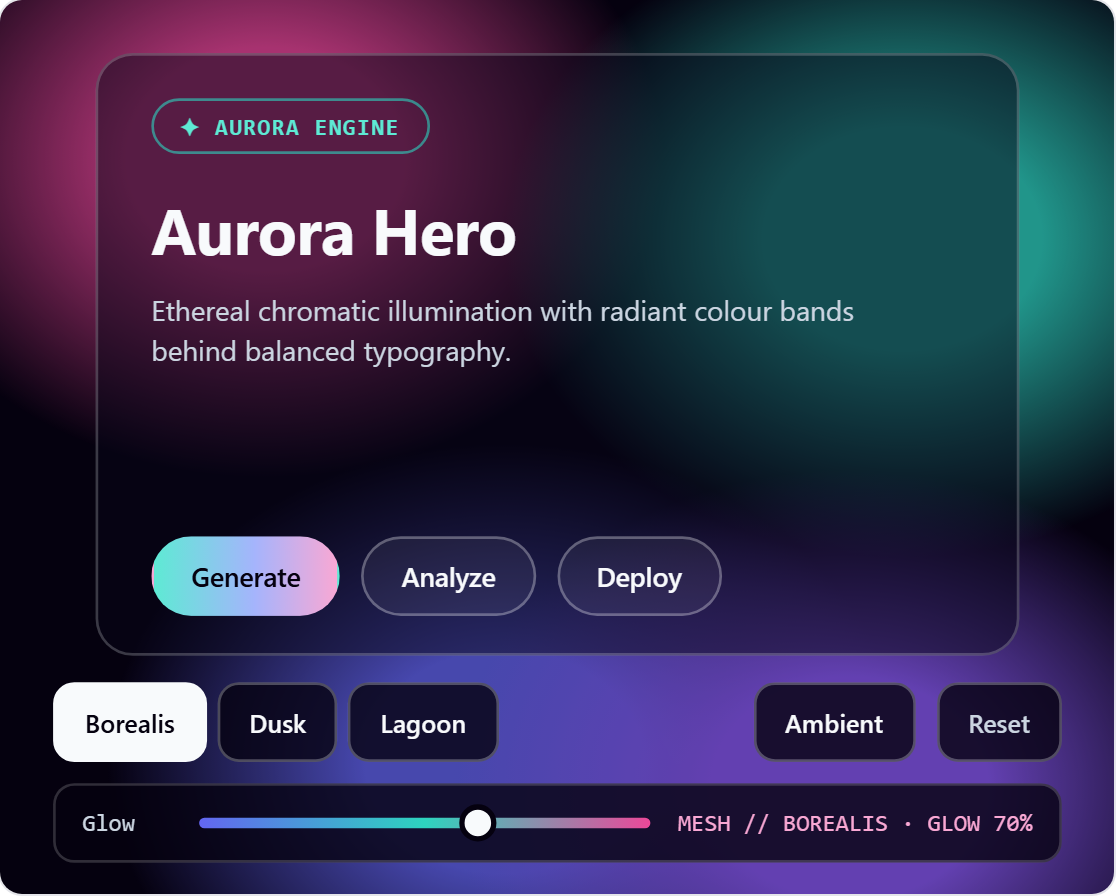 ✦ AURORA ENGINE
Aurora Hero
Ethereal chromatic illumination with radiant colour bands
behind balanced typography.
Generate Analyze Deploy
Borealis Dusk Lagoon Ambient Reset
Glow MESH // BOREALIS · GLOW 70%